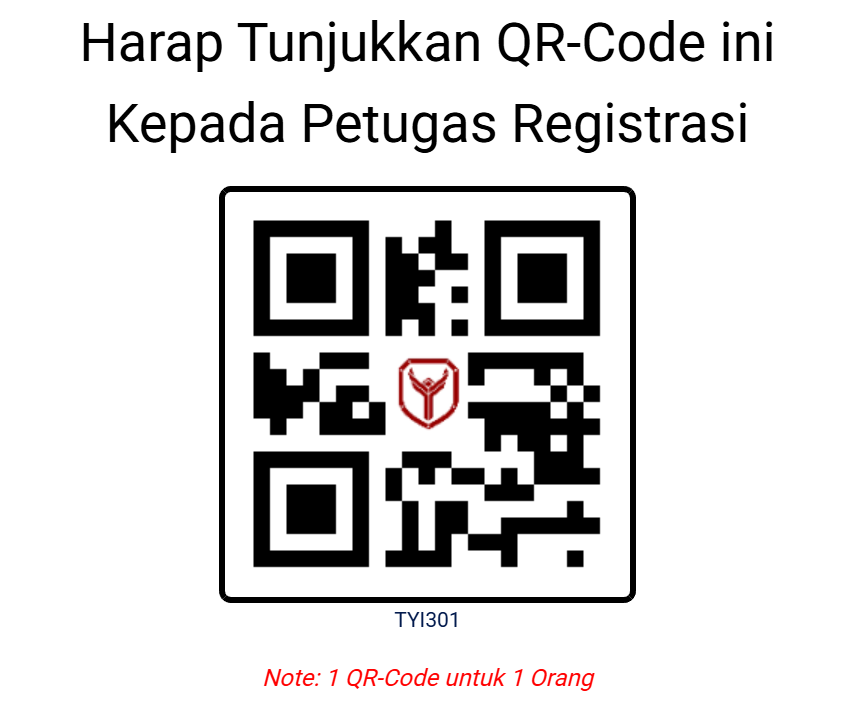 Harap Tunjukkan QR-Code ini
Kepada Petugas Registrasi
TYI301
Note: 1 QR-Code untuk 1 Orang